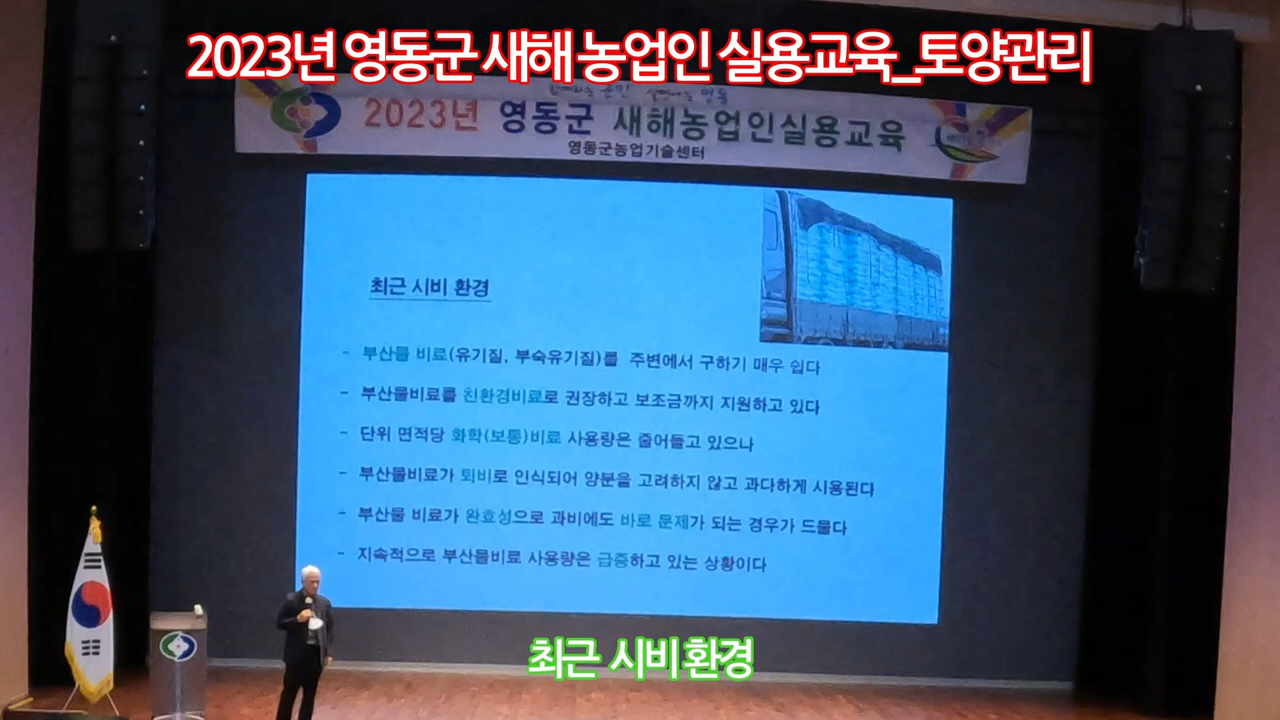 2023년 영동군 새해 농업인 실용교육_토양관리
2023년 영동군 새해농업인실용교육
영동군농업기술센터
최근 시비 환경
- 부산물 비료(유기질, 부숙유기질)를 주변에서 구하기 매우 쉽다
- 부산물비료를 친환경비료로 권장하고 보조금까지 지원하고 있다
- 단위 면적당 화학(보통)비료 사용량은 줄어들고 있으나
- 부산물비료가 퇴비로 인식되어 양분을 고려하지 않고 과다하게 시용된다
- 부산물 비료가 완효성으로 과비에도 바로 문제가 되는 경우가 드물다
- 지속적으로 부산물비료 사용량은 급증하고 있는 상황이다
최근 시비 환경